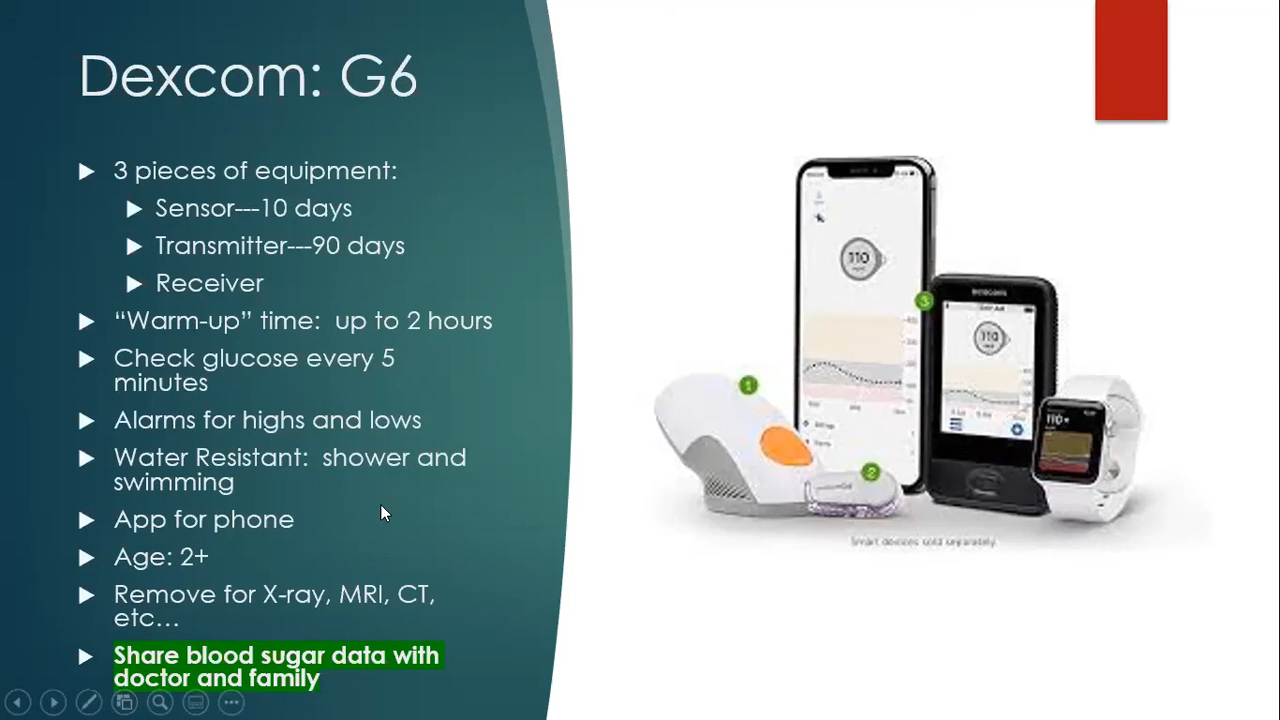 Dexcom: G6
3 pieces of equipment:
Sensor---10 days
Transmitter---90 days
Receiver
“Warm-up” time:  up to 2 hours
Check glucose every 5
minutes
Alarms for highs and lows
Water Resistant:  shower and
swimming
App for phone
Age: 2+
Remove for X-ray, MRI, CT,
etc…
Share blood sugar data with
doctor and family
110
3
110
1
110
2
Smart devices sold separately.